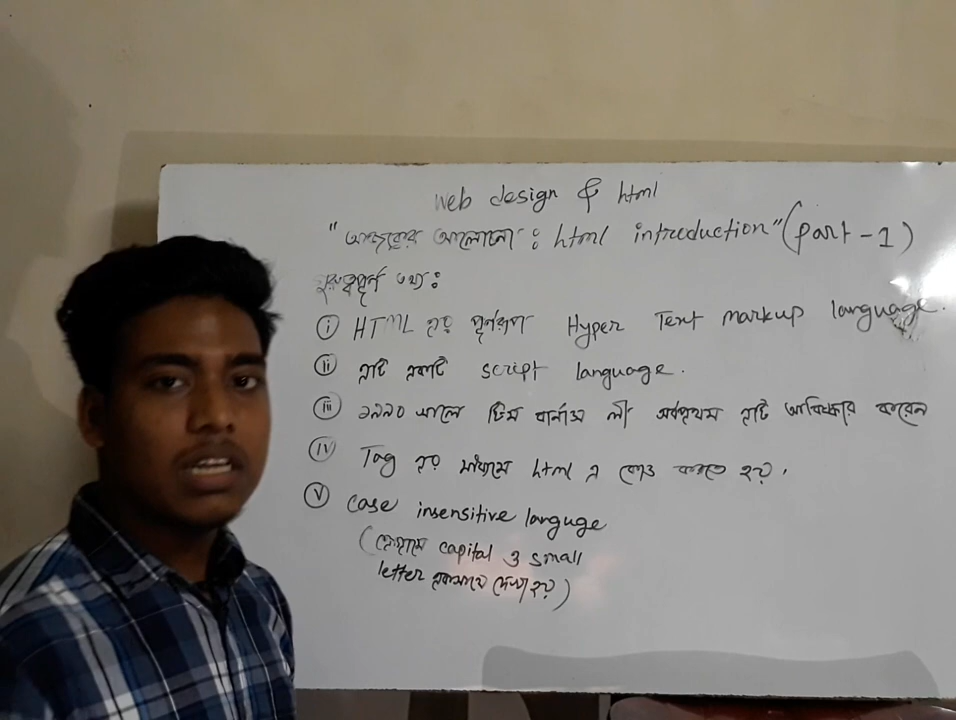 web design & html
"আজকের আলোচনা : html introduction" (part - 1)
গুরুত্বপূর্ণ তথ্য :
(i) HTML এর পূর্ণরূপ Hyper Text markup language.
(ii) এটি একটি script language.
(iii) ১৯৯০ সালে টিম বার্নাস লী সর্বপ্রথম এটি আবিষ্কার করেন
(iv) Tag এর মাধ্যমে html এ কোড করতে হয়.
(v) case insensitive languge
(প্রোগ্রামে capital ও small
letter একসাথে লেখা হয়)